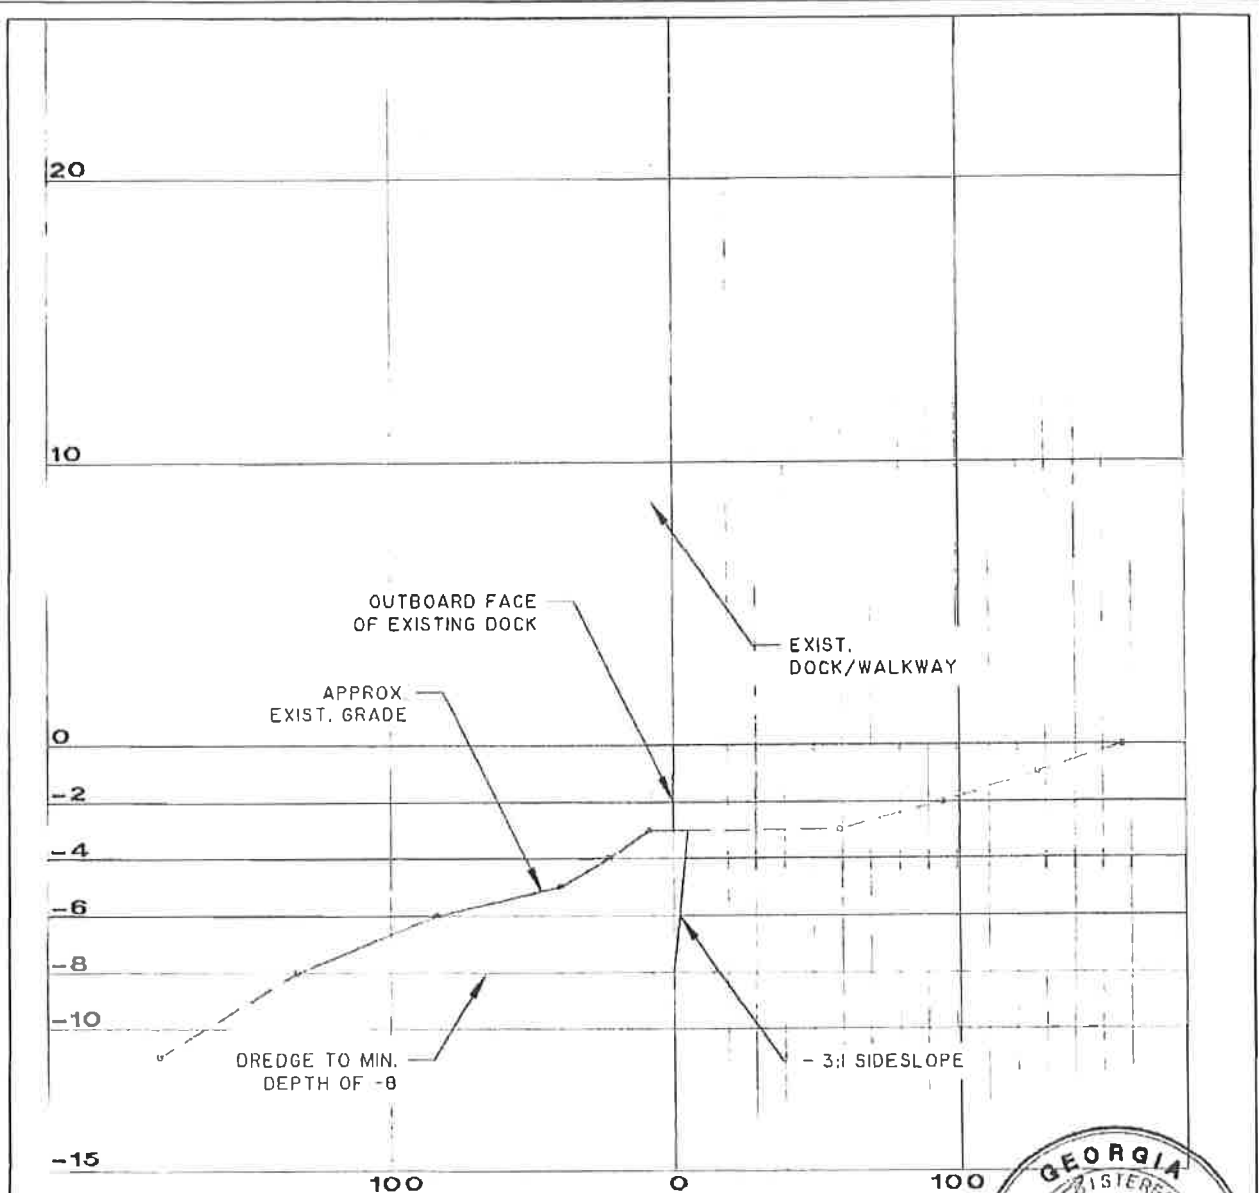 20
10
OUTBOARD FACE
OF EXISTING DOCK
EXIST.
DOCK/WALKWAY
APPROX
EXIST. GRADE
0
-2
-4
-6
-8
-10
DREDGE TO MIN.
DEPTH OF -8
- 3:1 SIDESLOPE
-15
100
0
100
GEORGIA